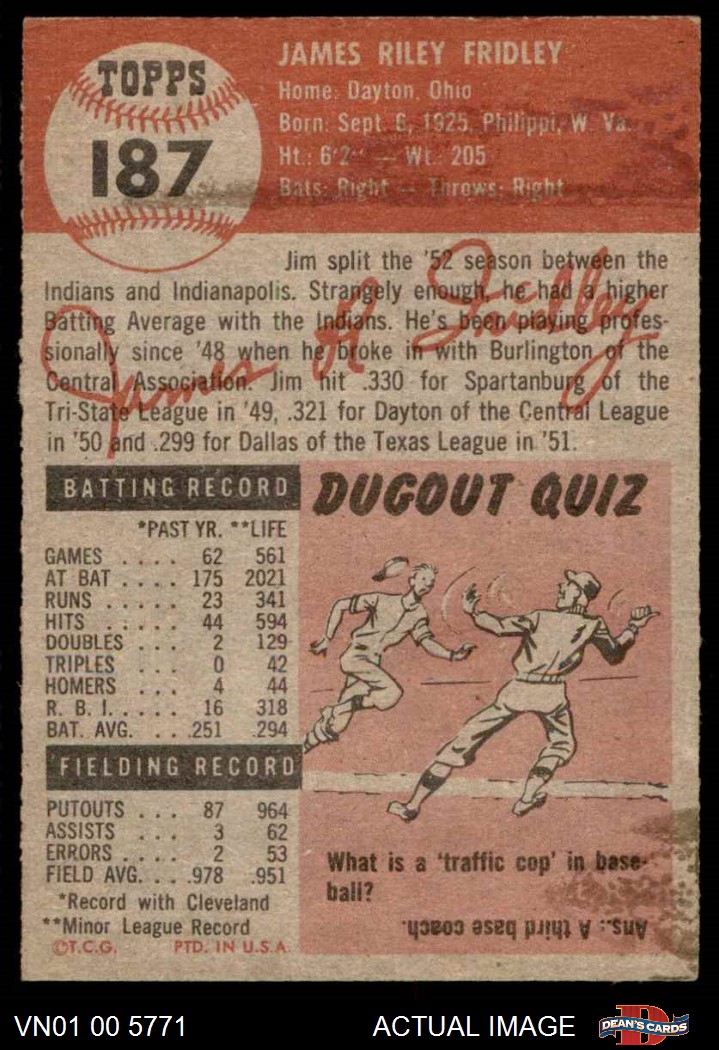 TOPPS
187
JAMES RILEY FRIDLEY
Home: Dayton, Ohio
Born: Sept. 6, 1925, Philippi, W. Va.
Ht.: 6'2" — Wt.: 205
Bats: Right — Throws: Right
Jim split the '52 season between the
Indians and Indianapolis. Strangely enough, he had a higher
Batting Average with the Indians. He's been playing profes-
sionally since '48 when he broke in with Burlington of the
Central Association. Jim hit .330 for Spartanburg of the
Tri-State League in '49, .321 for Dayton of the Central League
in '50 and .299 for Dallas of the Texas League in '51.
James R Fridley
BATTING RECORD
*PAST YR. **LIFE
GAMES . . . . 62 561
AT BAT . . . . 175 2021
RUNS . . . . . 23 341
HITS . . . . . 44 594
DOUBLES . . . 2 129
TRIPLES . . . 0 42
HOMERS . . . 4 44
R. B. I. . . . . 16 318
BAT. AVG. . . .251 .294
FIELDING RECORD
PUTOUTS . . . 87 964
ASSISTS . . . 3 62
ERRORS . . . . 2 53
FIELD AVG. . . .978 .951
*Record with Cleveland
**Minor League Record
©T.C.G. PTD. IN U.S.A.
DUGOUT QUIZ
What is a 'traffic cop' in base-
ball?
Ans.: A third base coach.
VN01 00 5771
ACTUAL IMAGE
DEAN'S CARDS